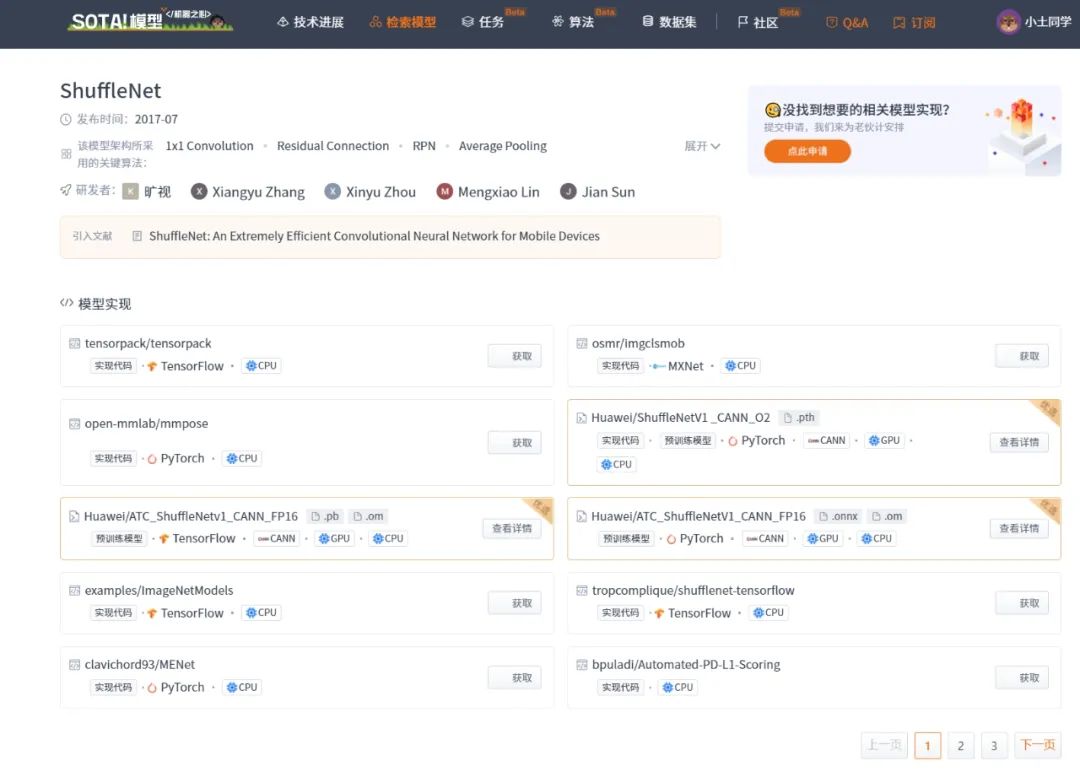 SOTA!模型 </机器之心>
技术进展 检索模型 任务 Beta 算法 Beta 数据集 社区 Beta Q&A 订阅 小土同学
ShuffleNet
发布时间: 2017-07
该模型架构所采用的关键算法: 1x1 Convolution • Residual Connection • RPN • Average Pooling 展开
研发者: K 旷视 X Xiangyu Zhang X Xinyu Zhou M Mengxiao Lin J Jian Sun
引入文献 ShuffleNet: An Extremely Efficient Convolutional Neural Network for Mobile Devices
没找到想要的相关模型实现?
提交申请，我们来为老伙计安排
点此申请
</> 模型实现
tensorpack/tensorpack
实现代码 · TensorFlow · CPU
获取
osmr/imgclsmob
实现代码 · MXNet · CPU
获取
open-mmlab/mmpose
实现代码 · PyTorch · CPU
获取
Huawei/ShuffleNetV1_CANN_O2 .pth
实现代码 · 预训练模型 · PyTorch · CANN · GPU ·
CPU
查看详情
优选
Huawei/ATC_ShuffleNetv1_CANN_FP16 .pb .om
预训练模型 · TensorFlow · CANN · GPU · CPU
查看详情
优选
Huawei/ATC_ShuffleNetV1_CANN_FP16 .onnx .om
预训练模型 · PyTorch · CANN · GPU · CPU
查看详情
优选
examples/ImageNetModels
实现代码 · TensorFlow · CPU
获取
tropcomplique/shufflenet-tensorflow
实现代码 · TensorFlow · CPU
获取
clavichord93/MENet
实现代码 · PyTorch · CPU
获取
bpuladi/Automated-PD-L1-Scoring
实现代码 · CPU
获取
上一页 1 2 3 下一页